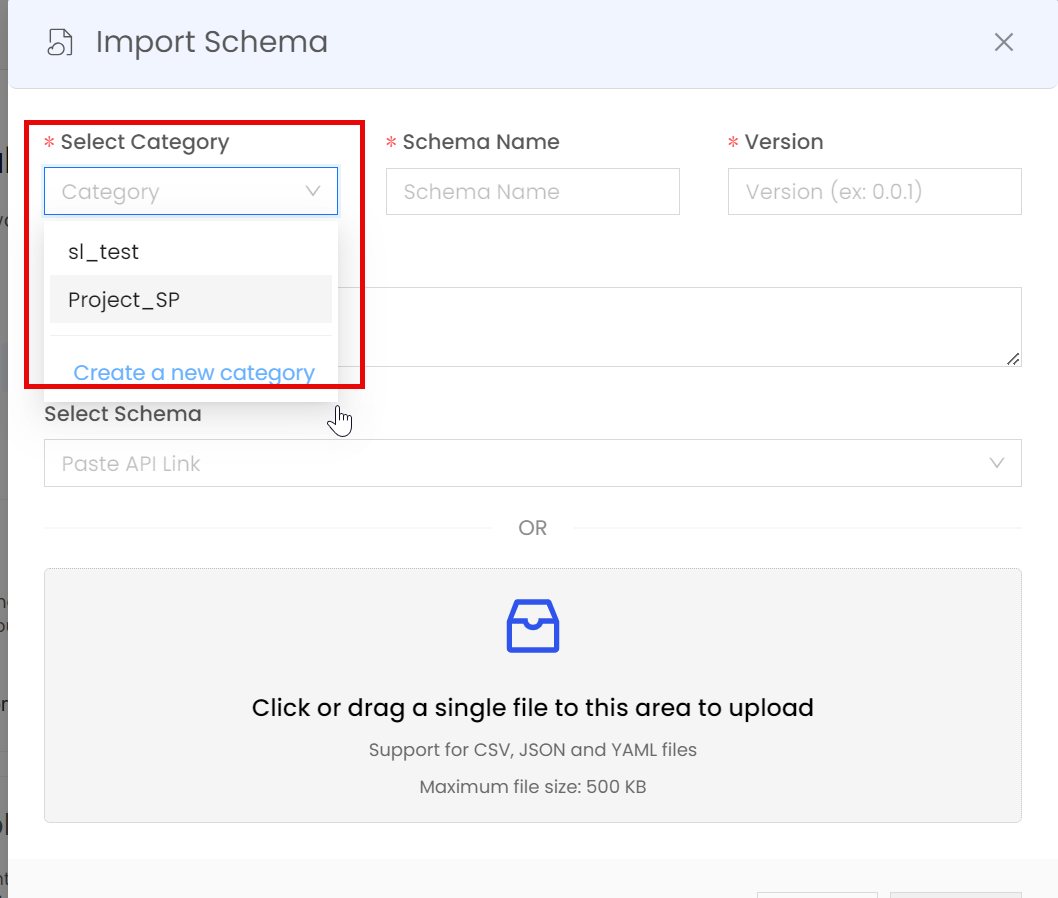 Import Schema
* Select Category
* Schema Name
* Version
Category
Schema Name
Version (ex: 0.0.1)
sl_test
Project_SP
Create a new category
Select Schema
Paste API Link
OR
Click or drag a single file to this area to upload
Support for CSV, JSON and YAML files
Maximum file size: 500 KB